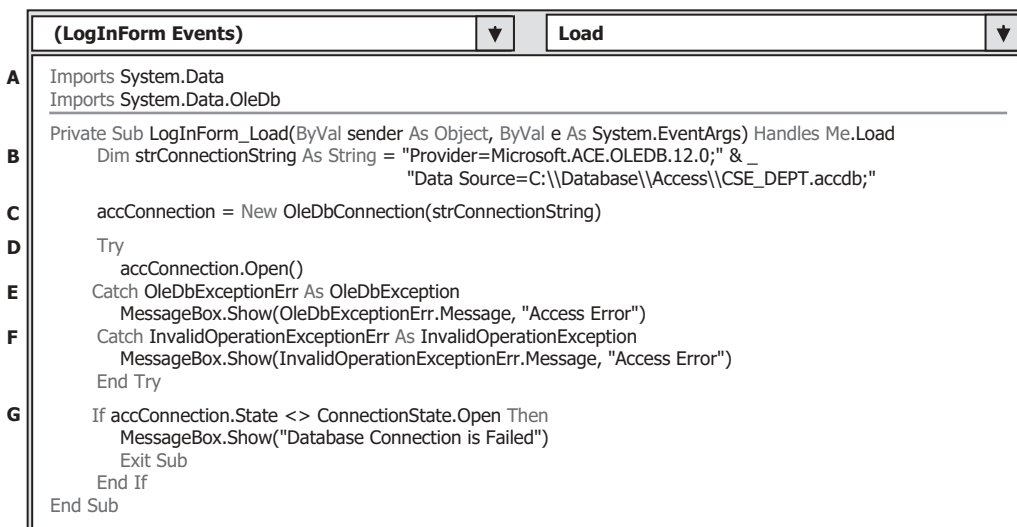 (LogInForm Events) Load
A Imports System.Data
Imports System.Data.OleDb
Private Sub LogInForm_Load(ByVal sender As Object, ByVal e As System.EventArgs) Handles Me.Load
B Dim strConnectionString As String = "Provider=Microsoft.ACE.OLEDB.12.0;" & _
"Data Source=C:\\Database\\Access\\CSE_DEPT.accdb;"
C accConnection = New OleDbConnection(strConnectionString)
D Try
accConnection.Open()
E Catch OleDbExceptionErr As OleDbException
MessageBox.Show(OleDbExceptionErr.Message, "Access Error")
F Catch InvalidOperationExceptionErr As InvalidOperationException
MessageBox.Show(InvalidOperationExceptionErr.Message, "Access Error")
End Try
G If accConnection.State <> ConnectionState.Open Then
MessageBox.Show("Database Connection is Failed")
Exit Sub
End If
End Sub